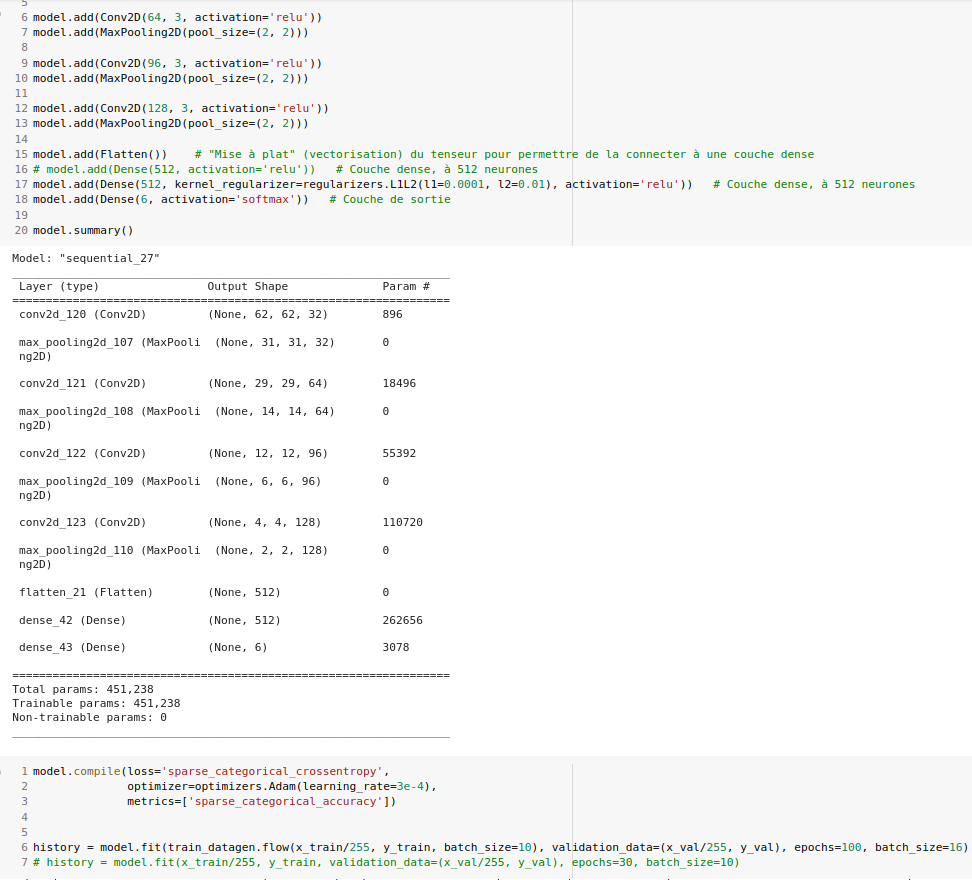 5
6 model.add(Conv2D(64, 3, activation='relu'))
7 model.add(MaxPooling2D(pool_size=(2, 2)))
8
9 model.add(Conv2D(96, 3, activation='relu'))
10 model.add(MaxPooling2D(pool_size=(2, 2)))
11
12 model.add(Conv2D(128, 3, activation='relu'))
13 model.add(MaxPooling2D(pool_size=(2, 2)))
14
15 model.add(Flatten())    # "Mise à plat" (vectorisation) du tenseur pour permettre de la connecter à une couche dense
16 # model.add(Dense(512, activation='relu'))   # Couche dense, à 512 neurones
17 model.add(Dense(512, kernel_regularizer=regularizers.L1L2(l1=0.0001, l2=0.01), activation='relu'))   # Couche dense, à 512 neurones
18 model.add(Dense(6, activation='softmax'))   # Couche de sortie
19
20 model.summary()
Model: "sequential_27"
Layer (type)                Output Shape              Param #
conv2d_120 (Conv2D)         (None, 62, 62, 32)        896
max_pooling2d_107 (MaxPooli  (None, 31, 31, 32)       0
ng2D)
conv2d_121 (Conv2D)         (None, 29, 29, 64)        18496
max_pooling2d_108 (MaxPooli  (None, 14, 14, 64)       0
ng2D)
conv2d_122 (Conv2D)         (None, 12, 12, 96)        55392
max_pooling2d_109 (MaxPooli  (None, 6, 6, 96)         0
ng2D)
conv2d_123 (Conv2D)         (None, 4, 4, 128)         110720
max_pooling2d_110 (MaxPooli  (None, 2, 2, 128)        0
ng2D)
flatten_21 (Flatten)        (None, 512)               0
dense_42 (Dense)            (None, 512)               262656
dense_43 (Dense)            (None, 6)                 3078
Total params: 451,238
Trainable params: 451,238
Non-trainable params: 0
1 model.compile(loss='sparse_categorical_crossentropy',
2               optimizer=optimizers.Adam(learning_rate=3e-4),
3               metrics=['sparse_categorical_accuracy'])
4
5
6 history = model.fit(train_datagen.flow(x_train/255, y_train, batch_size=10), validation_data=(x_val/255, y_val), epochs=100, batch_size=16)
7 # history = model.fit(x_train/255, y_train, validation_data=(x_val/255, y_val), epochs=30, batch_size=10)